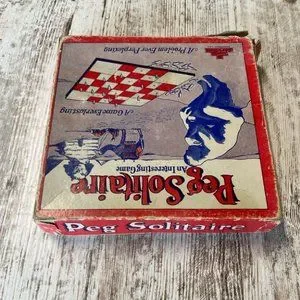 Peg Solitaire
An Interesting Game
A Game Everlasting
A Problem Ever Perplexing
Peg Solitaire